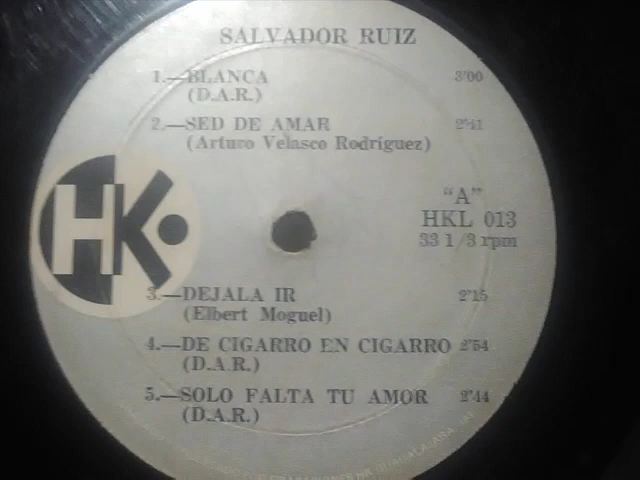 SALVADOR RUIZ
1.—BLANCA 3'00
(D.A.R.)
2.—SED DE AMAR 2'41
(Arturo Velasco Rodríguez)
HK
"A"
HKL 013
33 1/3 rpm
3.—DEJALA IR 2'15
(Elbert Moguel)
4.—DE CIGARRO EN CIGARRO 2'54
(D.A.R.)
5.—SOLO FALTA TU AMOR 2'44
(D.A.R.)
GUADALAJARA, JAL